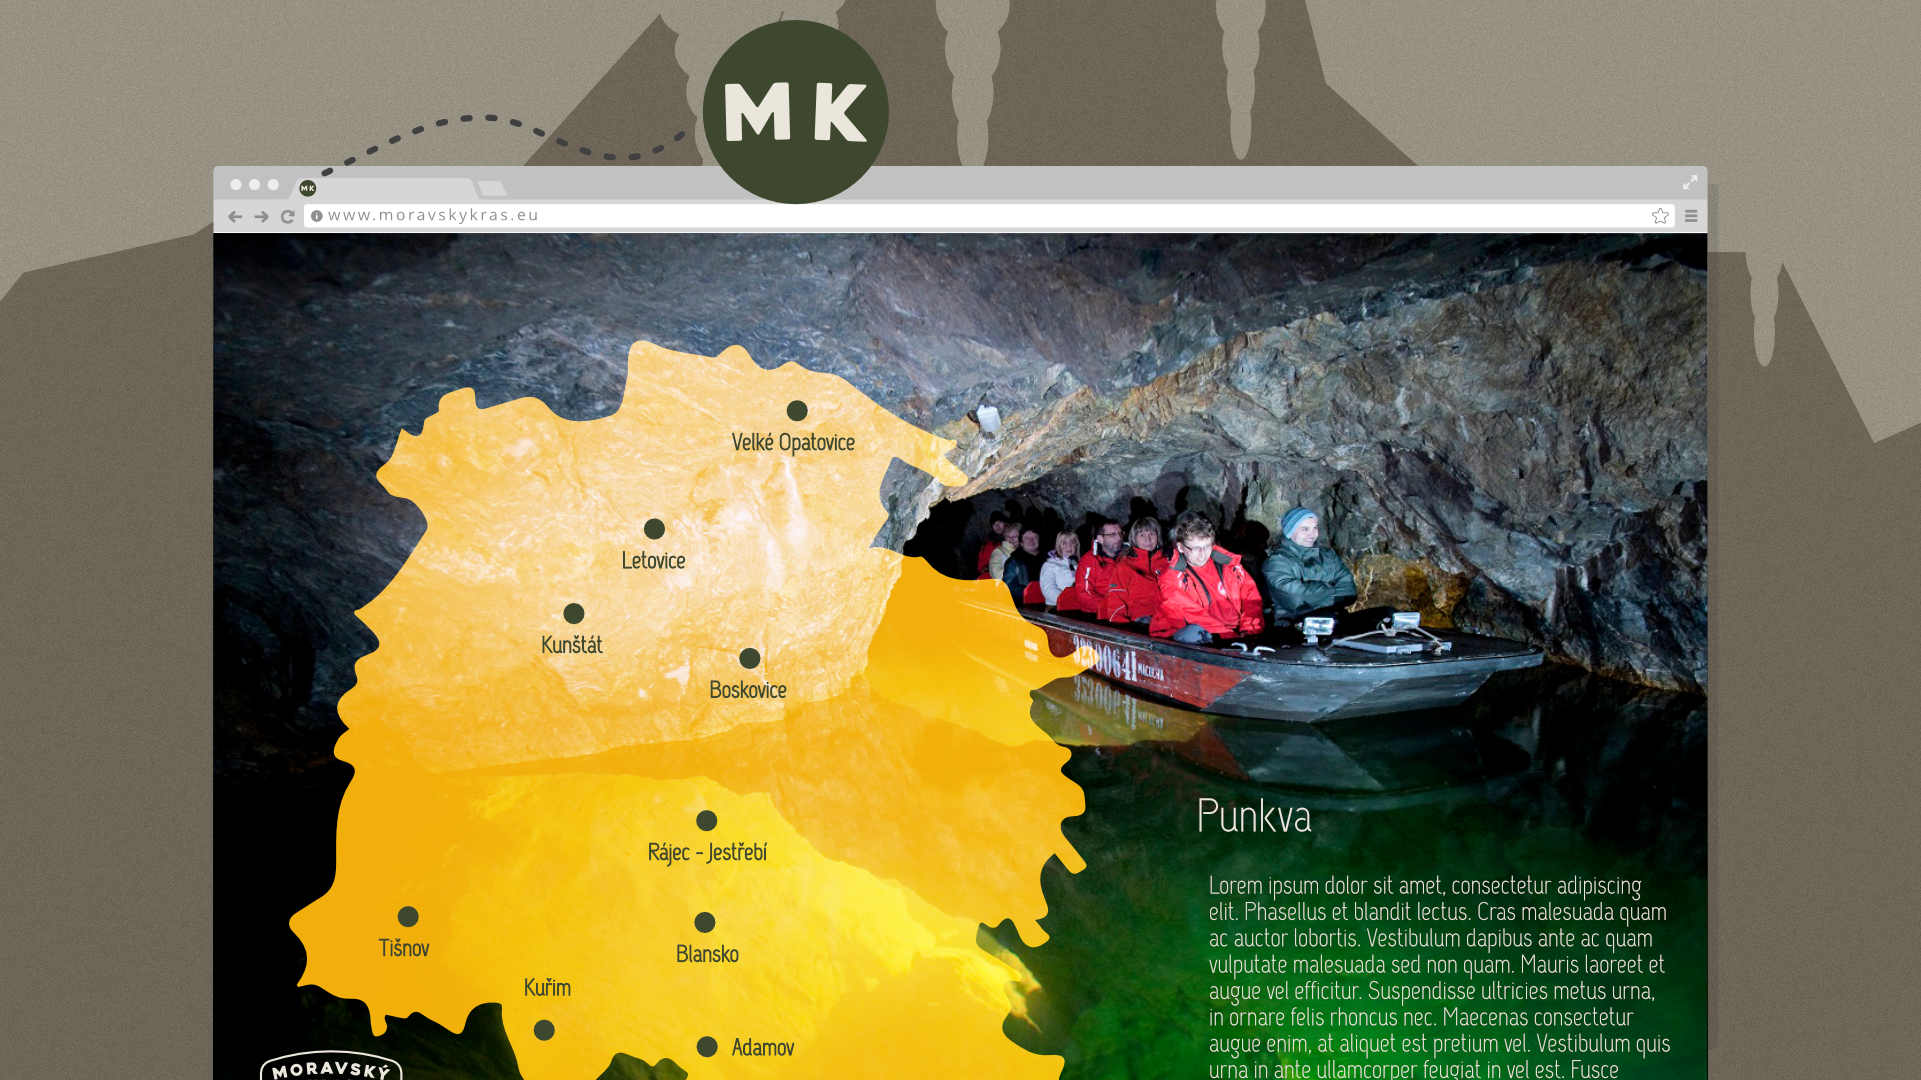 MK
MK
www.moravskykras.eu
Velké Opatovice
Letovice
Kunštát
Boskovice
3230641 MACOCHA
Punkva
Rájec - Jestřebí
Lorem ipsum dolor sit amet, consectetur adipiscing
elit. Phasellus et blandit lectus. Cras malesuada quam
ac auctor lobortis. Vestibulum dapibus ante ac quam
vulputate malesuada sed non quam. Mauris laoreet et
augue vel efficitur. Suspendisse ultricies metus urna,
in ornare felis rhoncus nec. Maecenas consectetur
augue enim, at aliquet est pretium vel. Vestibulum quis
urna in ante ullamcorper feugiat in vel est. Fusce
Tišnov
Blansko
Kuřim
Adamov
MORAVSKÝ